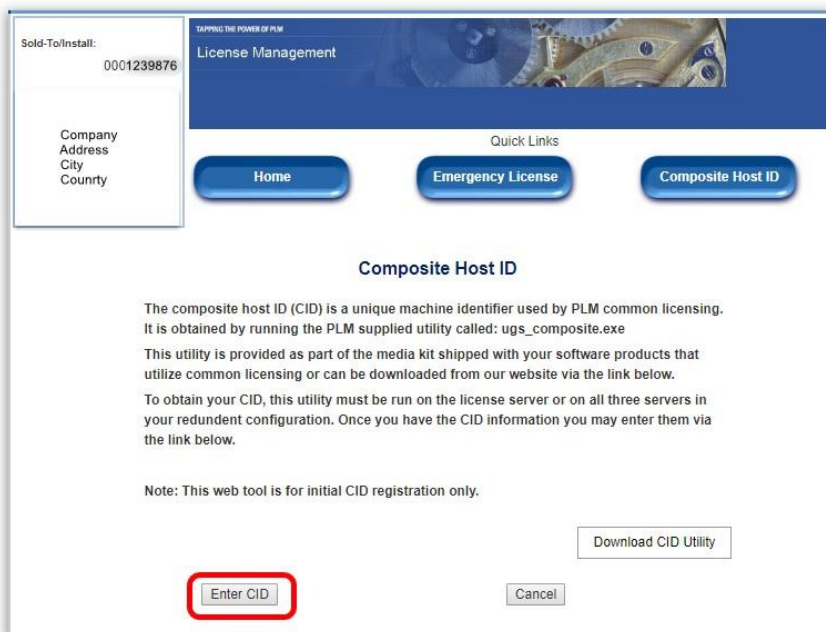 Sold-To/Install:
0001239876
Company
Address
City
Counrty
TAPPING THE POWER OF PLM
License Management
Quick Links
Home
Emergency License
Composite Host ID
Composite Host ID
The composite host ID (CID) is a unique machine identifier used by PLM common licensing.
It is obtained by running the PLM supplied utility called: ugs_composite.exe
This utility is provided as part of the media kit shipped with your software products that
utilize common licensing or can be downloaded from our website via the link below.
To obtain your CID, this utility must be run on the license server or on all three servers in
your redundent configuration. Once you have the CID information you may enter them via
the link below.
Note: This web tool is for initial CID registration only.
Download CID Utility
Enter CID
Cancel